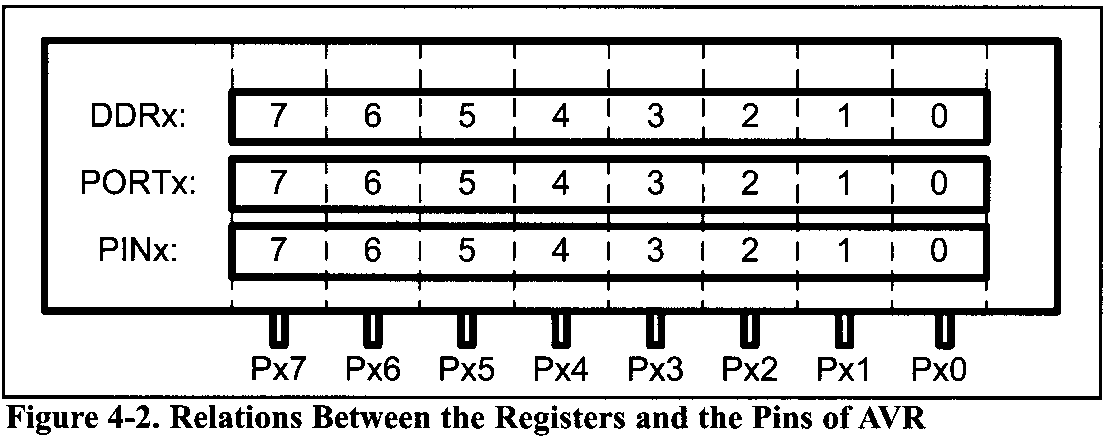 DDRx: 7 6 5 4 3 2 1 0
PORTx: 7 6 5 4 3 2 1 0
PINx: 7 6 5 4 3 2 1 0
Px7 Px6 Px5 Px4 Px3 Px2 Px1 Px0
Figure 4-2. Relations Between the Registers and the Pins of AVR